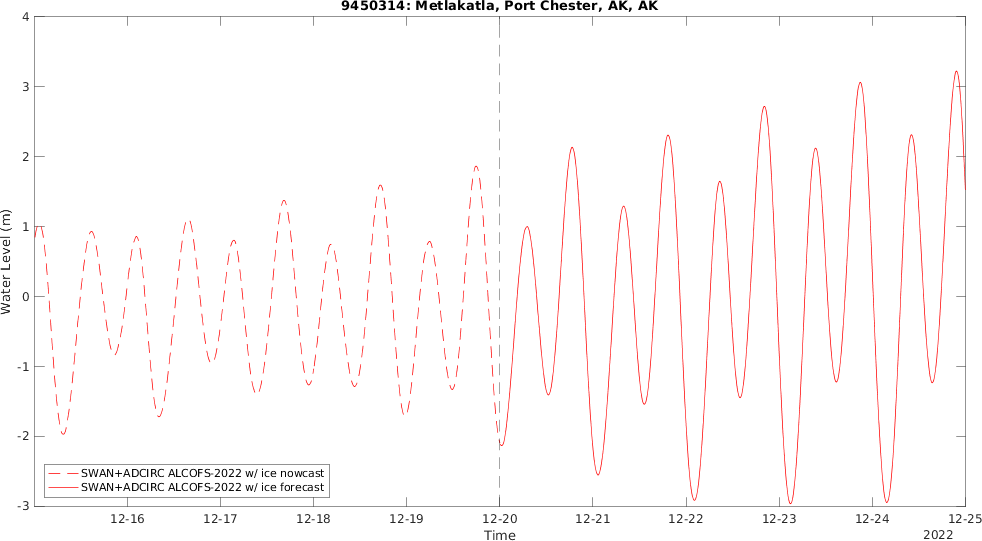 9450314: Metlakatla, Port Chester, AK, AK
4
3
2
1
0
-1
-2
-3
Water Level (m)
SWAN+ADCIRC ALCOFS-2022 w/ ice nowcast
SWAN+ADCIRC ALCOFS-2022 w/ ice forecast
12-16 12-17 12-18 12-19 12-20 12-21 12-22 12-23 12-24 12-25
Time
2022